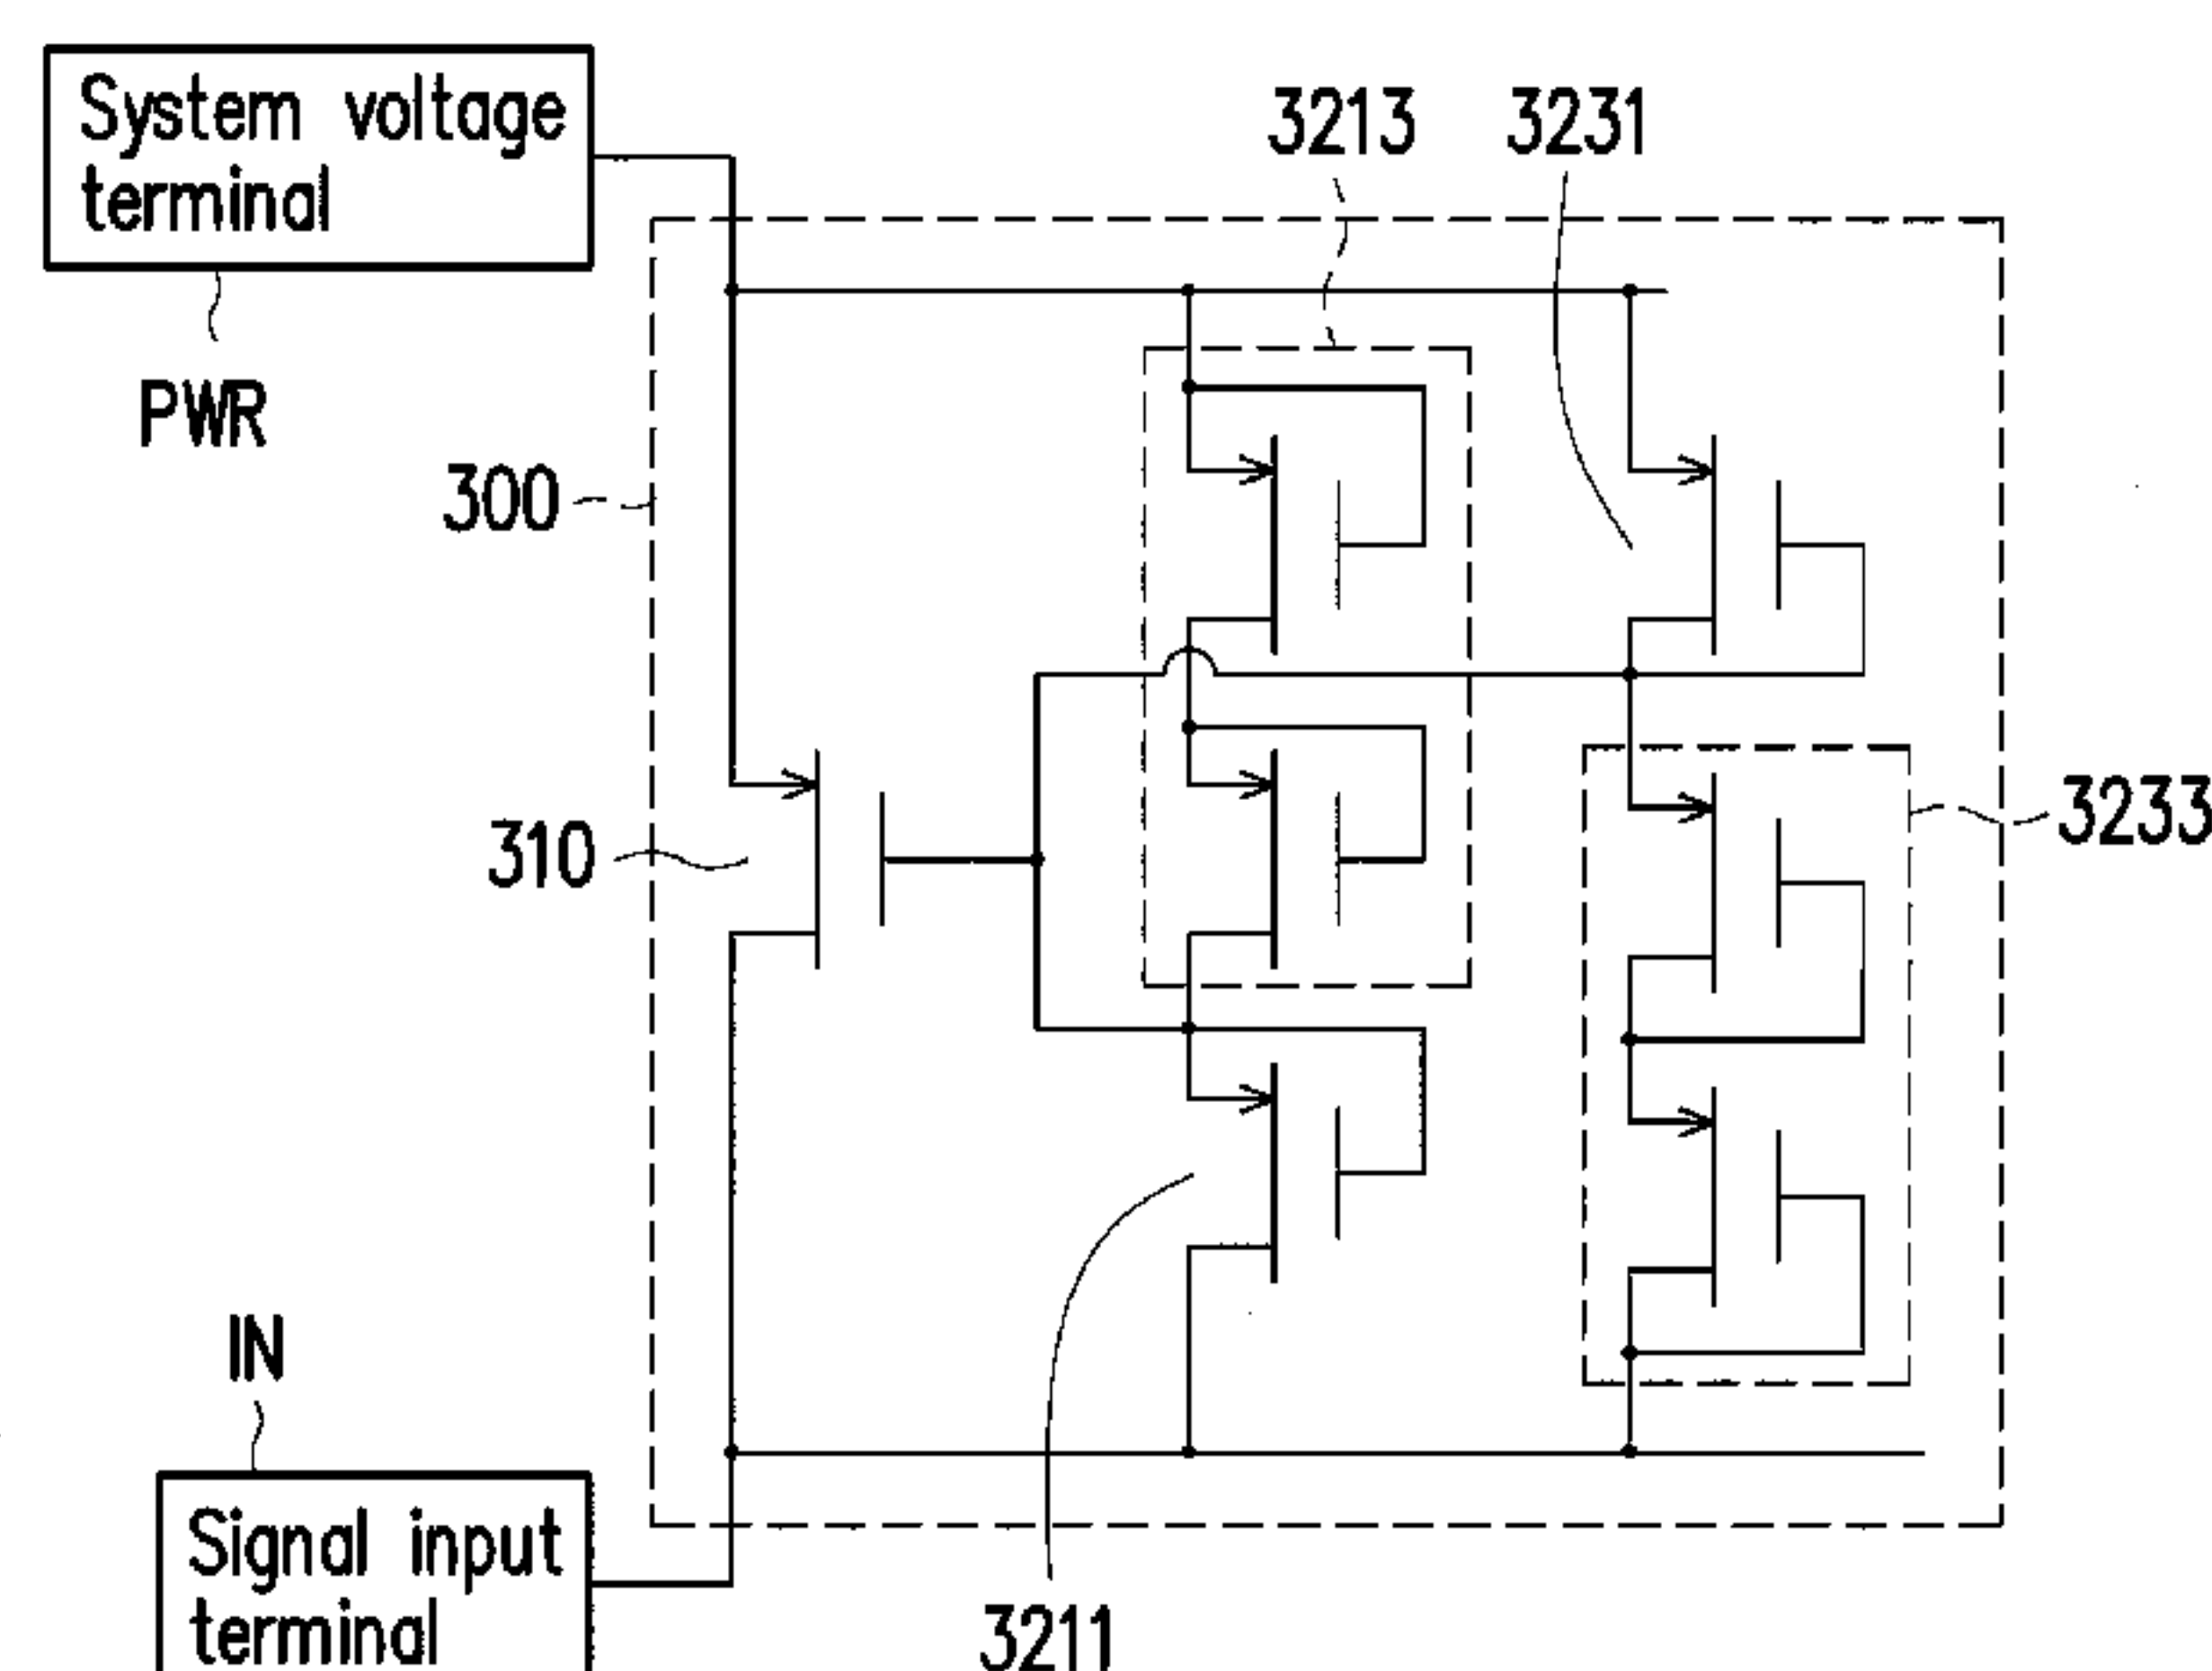 System voltage
terminal
PWR
3213
3231
300
310
3233
IN
Signal input
terminal
3211